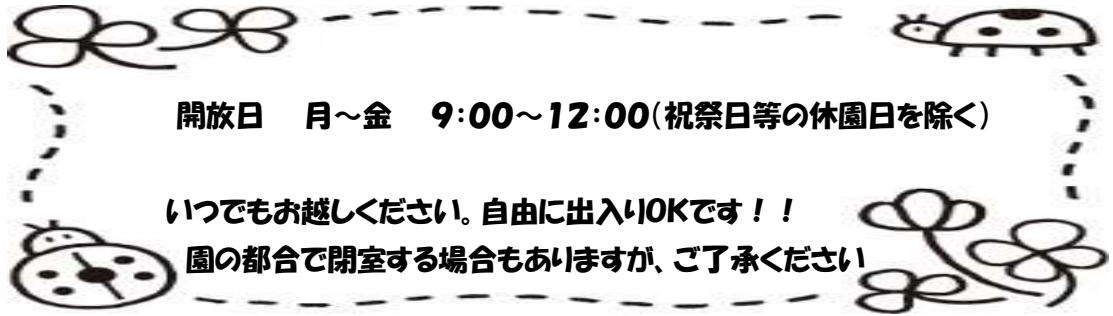 開放日　月～金　9:00～12:00(祝祭日等の休園日を除く)
いつでもお越しください。自由に出入りOKです！！
園の都合で閉室する場合もありますが、ご了承ください